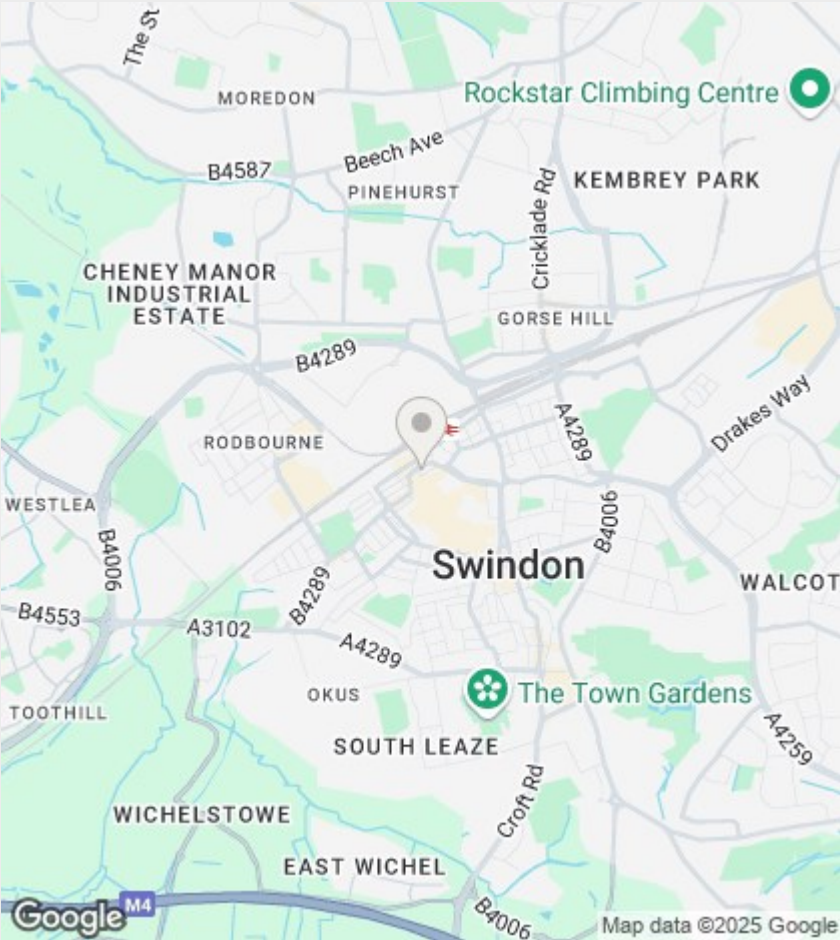 The St
MOREDON
Rockstar Climbing Centre
Beech Ave
B4587
PINEHURST
KEMBREY PARK
Cricklade Rd
CHENEY MANOR
INDUSTRIAL
ESTATE
GORSE HILL
B4289
Drakes Way
A4289
RODBOURNE
WESTLEA
B4006
B4006
Swindon
WALCOT
B4289
B4553
A3102
A4289
OKUS
The Town Gardens
TOOTHILL
SOUTH LEAZE
A4259
WICHELSTOWE
Croft Rd
EAST WICHEL
M4
Google
B4006
Map data ©2025 Google